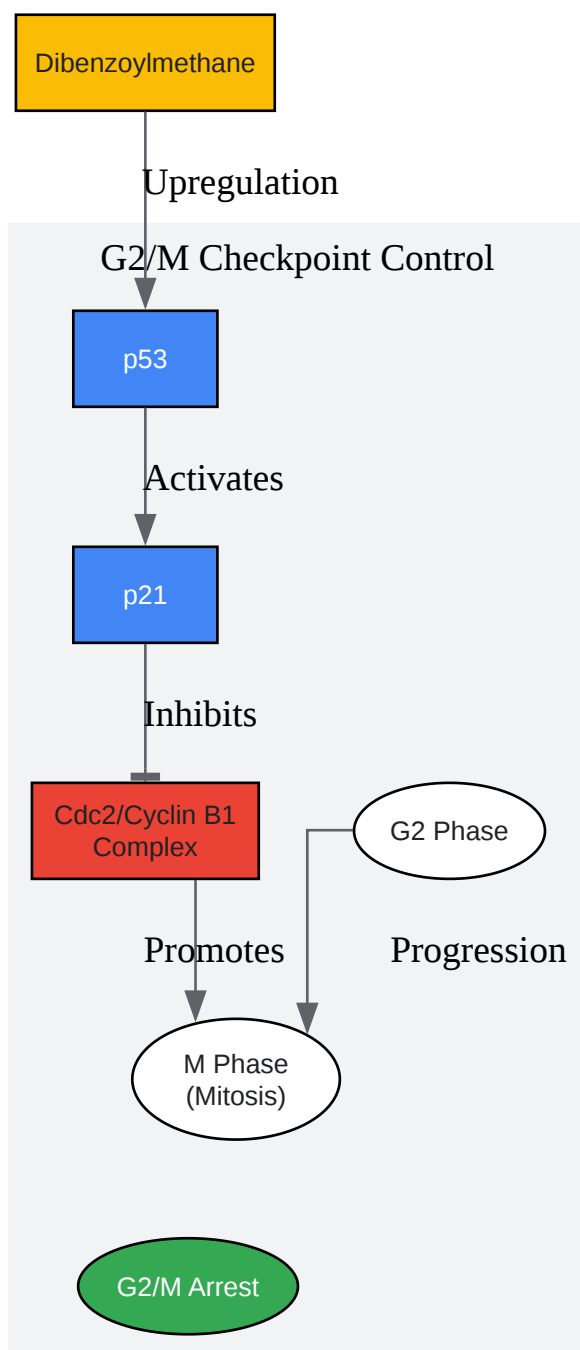 Dibenzoylmethane
Upregulation
G2/M Checkpoint Control
p53
Activates
p21
Inhibits
Cdc2/Cyclin B1
Complex
G2 Phase
Promotes
Progression
M Phase
(Mitosis)
G2/M Arrest